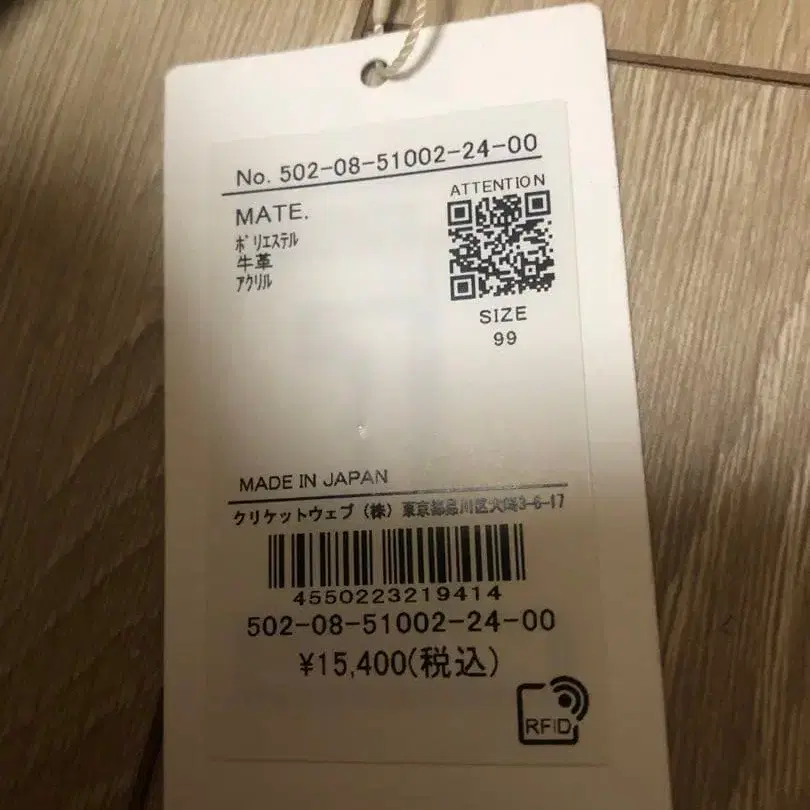 No. 502-08-51002-24-00
MATE.
ポリエステル
牛革
アクリル
ATTENTION
SIZE
99
MADE IN JAPAN
クリケットウェブ (株) 東京都品川区大崎3-6-17
4550223219414
502-08-51002-24-00
¥15,400(税込)
RFID